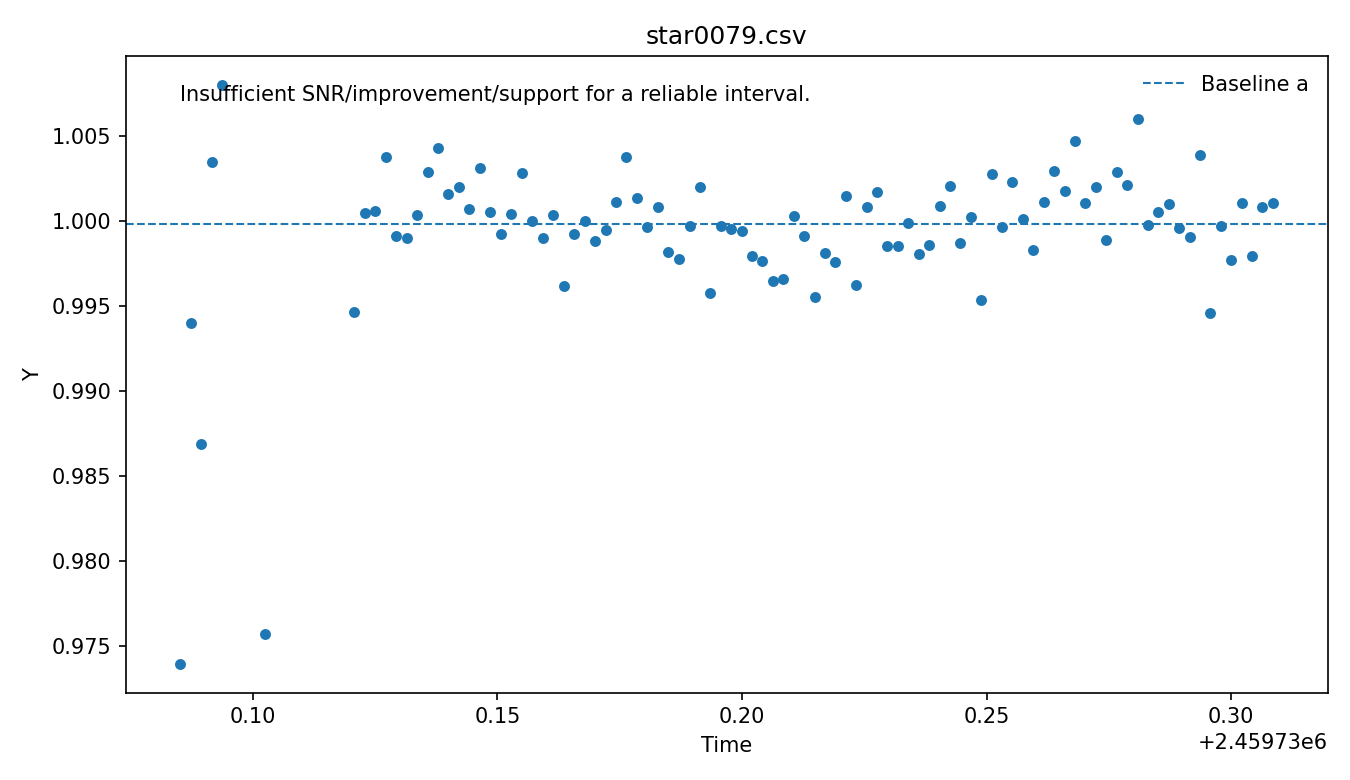 star0079.csv
Insufficient SNR/improvement/support for a reliable interval.
Baseline a
Y
1.005
1.000
0.995
0.990
0.985
0.980
0.975
0.10 0.15 0.20 0.25 0.30
Time
+2.45973e6